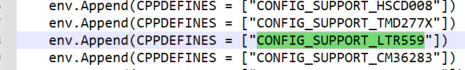 env.Append(CPPDEFINES = ["CONFIG_SUPPORT_HSCD008"])
env.Append(CPPDEFINES = ["CONFIG_SUPPORT_TMD277X"])
env.Append(CPPDEFINES = ["CONFIG_SUPPORT_LTR559"])
env.Append(CPPDEFINES = ["CONFIG_SUPPORT_CM36283"])